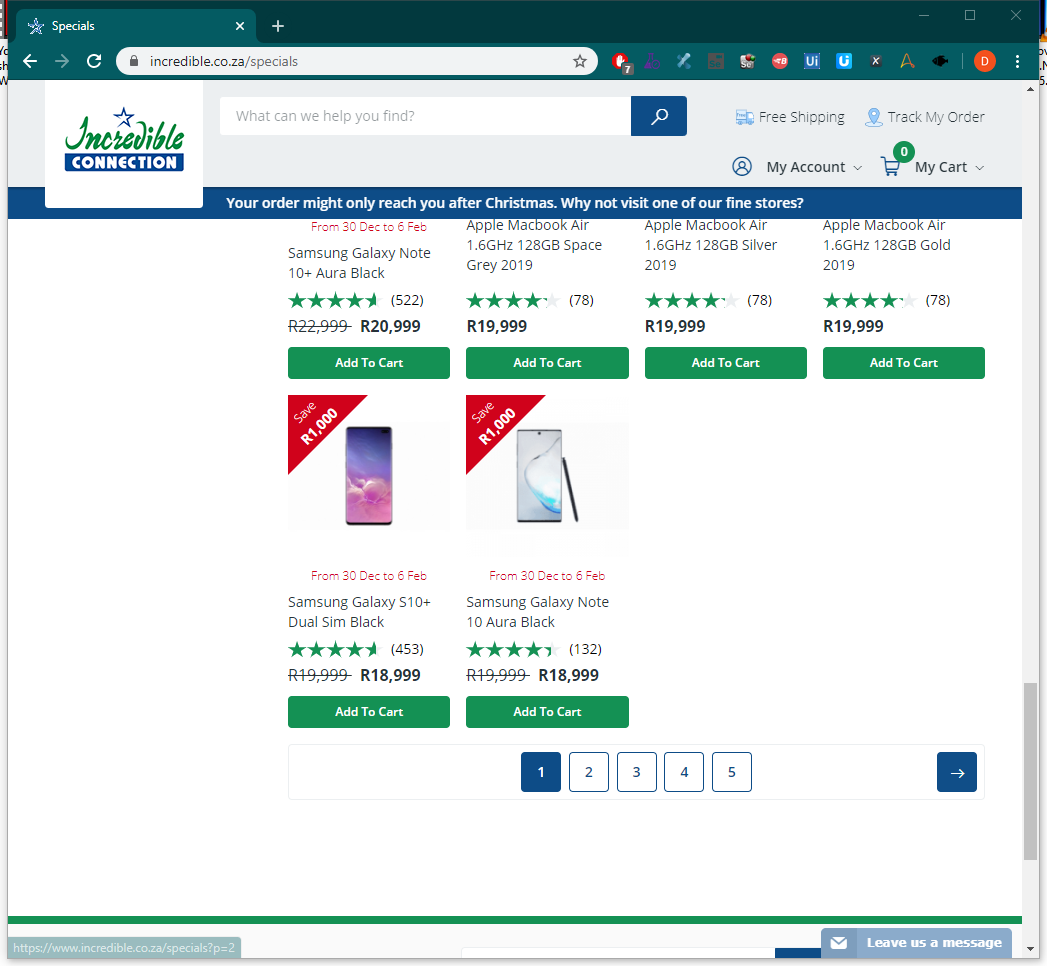 Specials
incredible.co.za/specials
7
Ui
D
Incredible
CONNECTION
What can we help you find?
Free Shipping
Track My Order
My Account
0
My Cart
Your order might only reach you after Christmas. Why not visit one of our fine stores?
From 30 Dec to 6 Feb
Samsung Galaxy Note
10+ Aura Black
(522)
R22,999 R20,999
Add To Cart
Apple Macbook Air
1.6GHz 128GB Space
Grey 2019
(78)
R19,999
Add To Cart
Apple Macbook Air
1.6GHz 128GB Silver
2019
(78)
R19,999
Add To Cart
Apple Macbook Air
1.6GHz 128GB Gold
2019
(78)
R19,999
Add To Cart
Save
R1,000
From 30 Dec to 6 Feb
Samsung Galaxy S10+
Dual Sim Black
(453)
R19,999 R18,999
Add To Cart
Save
R1,000
From 30 Dec to 6 Feb
Samsung Galaxy Note
10 Aura Black
(132)
R19,999 R18,999
Add To Cart
1 2 3 4 5
https://www.incredible.co.za/specials?p=2
Leave us a message